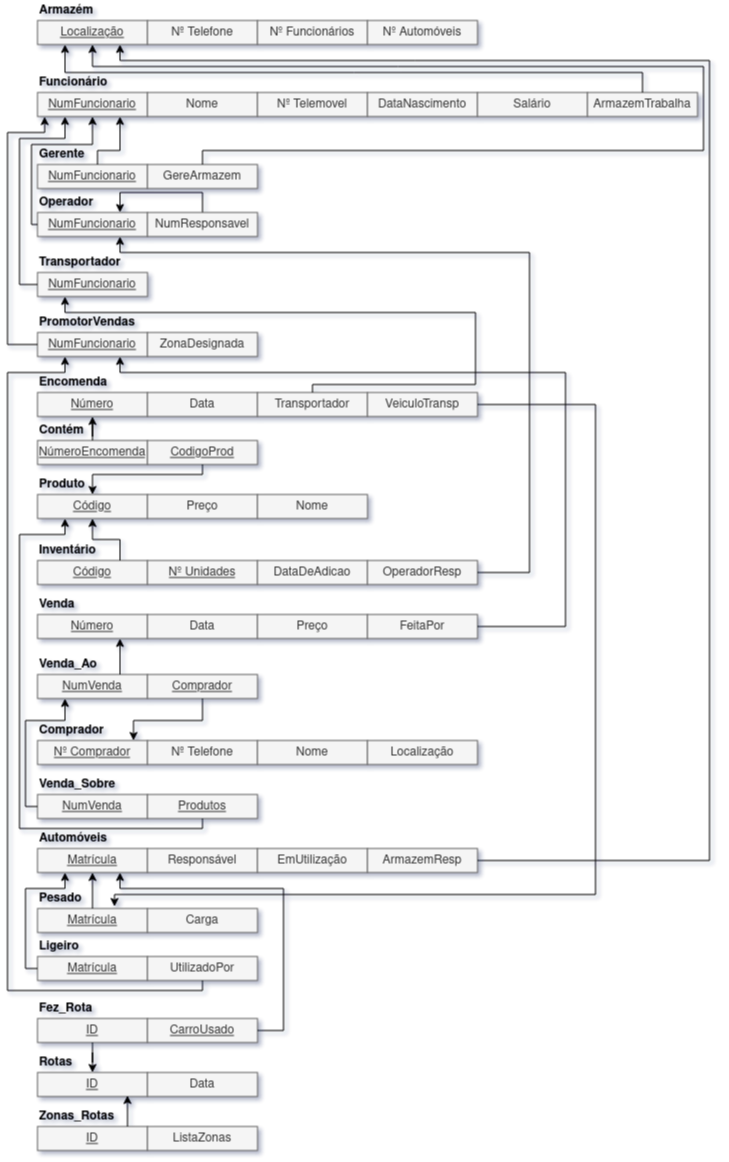 Armazém
Localização Nº Telefone Nº Funcionários Nº Automóveis
Funcionário
NumFuncionario Nome Nº Telemovel DataNascimento Salário ArmazemTrabalha
Gerente
NumFuncionario GereArmazem
Operador
NumFuncionario NumResponsavel
Transportador
NumFuncionario
PromotorVendas
NumFuncionario ZonaDesignada
Encomenda
Número Data Transportador VeiculoTransp
Contém
NúmeroEncomenda CodigoProd
Produto
Código Preço Nome
Inventário
Código Nº Unidades DataDeAdicao OperadorResp
Venda
Número Data Preço FeitaPor
Venda_Ao
NumVenda Comprador
Comprador
Nº Comprador Nº Telefone Nome Localização
Venda_Sobre
NumVenda Produtos
Automóveis
Matrícula Responsável EmUtilização ArmazemResp
Pesado
Matrícula Carga
Ligeiro
Matrícula UtilizadoPor
Fez_Rota
ID CarroUsado
Rotas
ID Data
Zonas_Rotas
ID ListaZonas